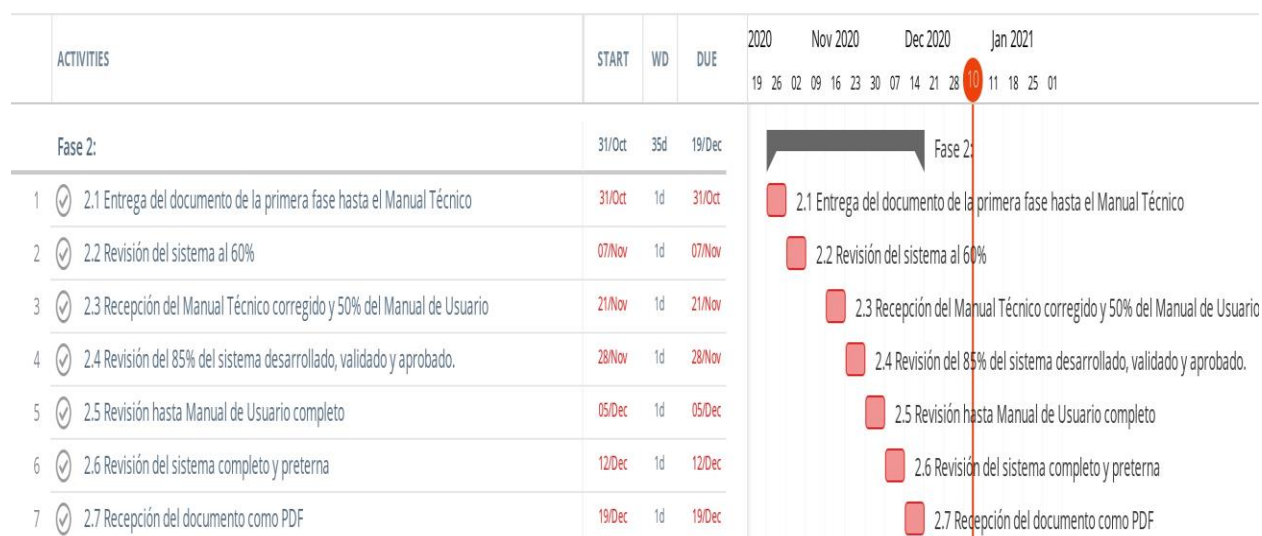 ACTIVITIES START WD DUE
2020 Nov 2020 Dec 2020 Jan 2021
19 26 02 09 16 23 30 07 14 21 28 10 11 18 25 01
Fase 2: 31/Oct 35d 19/Dec Fase 2:
1 2.1 Entrega del documento de la primera fase hasta el Manual Técnico 31/Oct 1d 31/Oct 2.1 Entrega del documento de la primera fase hasta el Manual Técnico
2 2.2 Revisión del sistema al 60% 07/Nov 1d 07/Nov 2.2 Revisión del sistema al 60%
3 2.3 Recepción del Manual Técnico corregido y 50% del Manual de Usuario 21/Nov 1d 21/Nov 2.3 Recepción del Manual Técnico corregido y 50% del Manual de Usuario
4 2.4 Revisión del 85% del sistema desarrollado, validado y aprobado. 28/Nov 1d 28/Nov 2.4 Revisión del 85% del sistema desarrollado, validado y aprobado.
5 2.5 Revisión hasta Manual de Usuario completo 05/Dec 1d 05/Dec 2.5 Revisión hasta Manual de Usuario completo
6 2.6 Revisión del sistema completo y preterna 12/Dec 1d 12/Dec 2.6 Revisión del sistema completo y preterna
7 2.7 Recepción del documento como PDF 19/Dec 1d 19/Dec 2.7 Recepción del documento como PDF